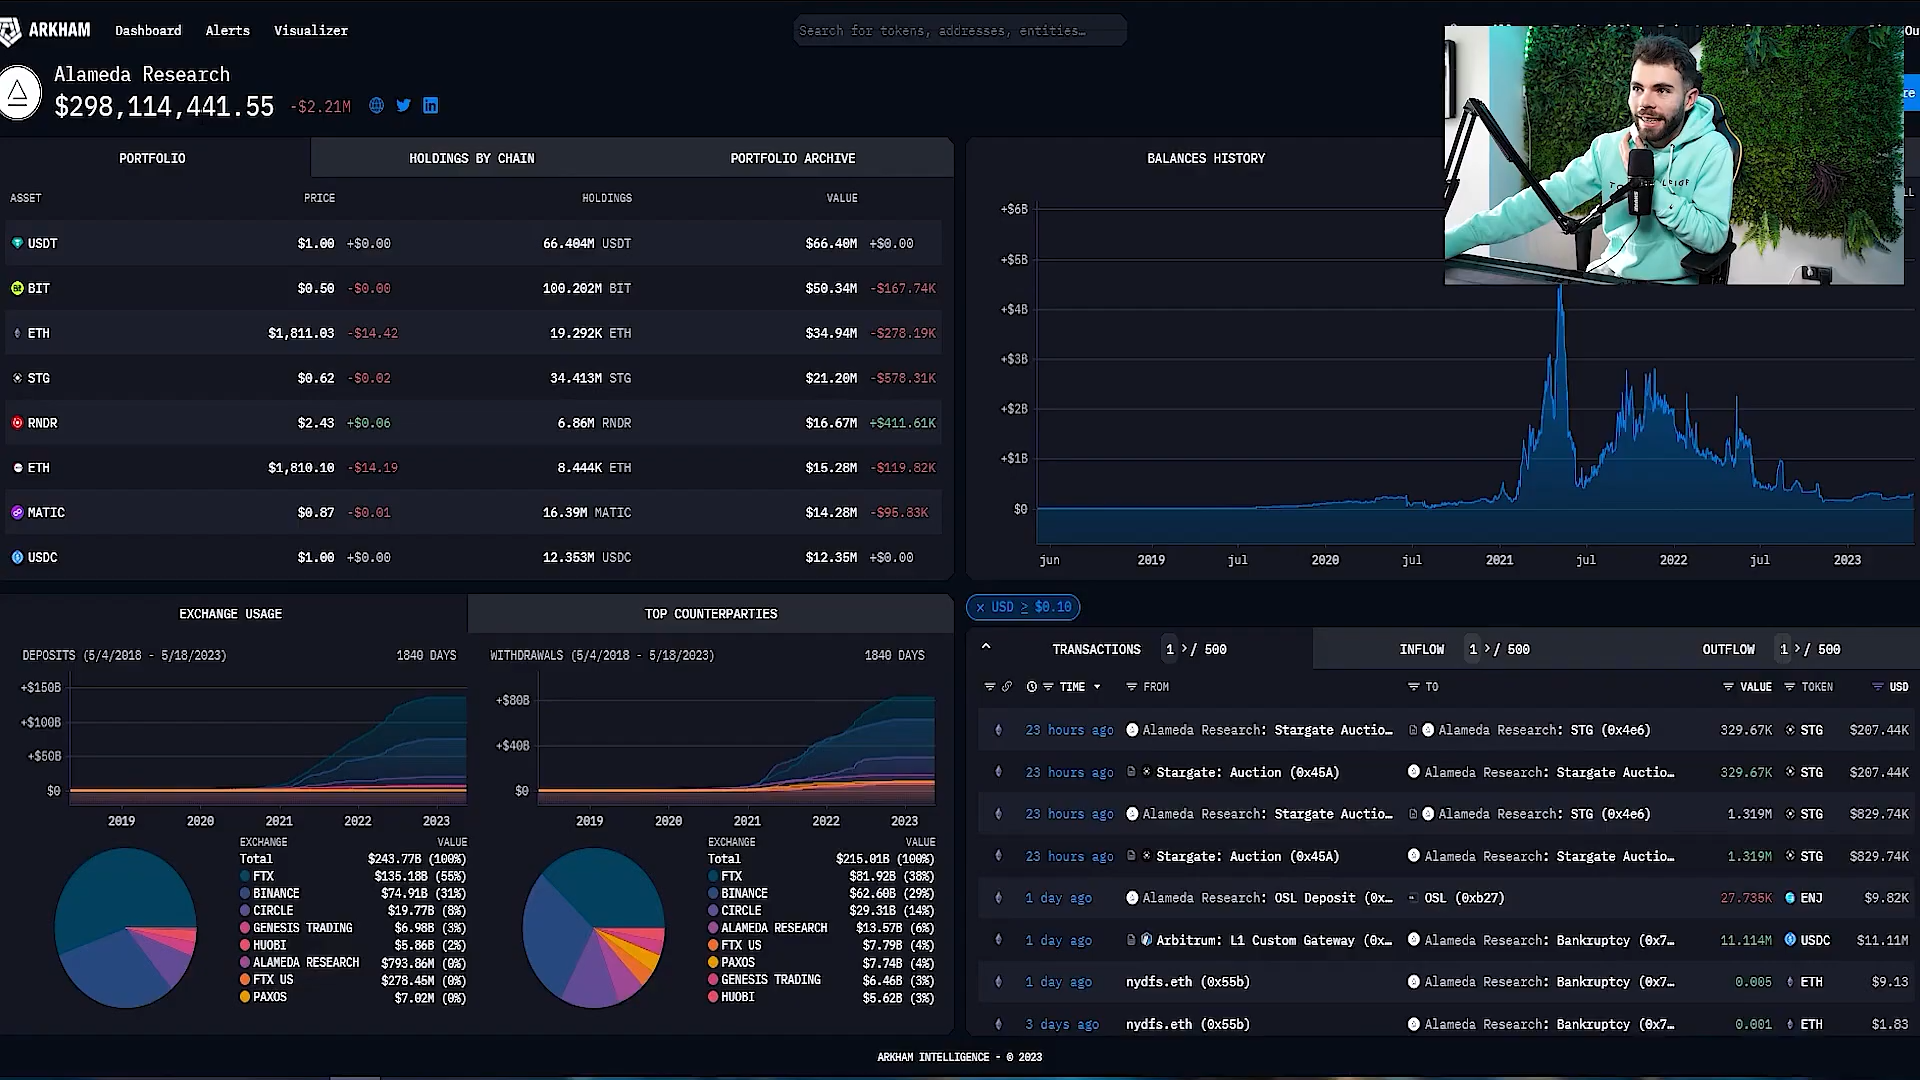 ARKHAM Dashboard Alerts Visualizer Search for tokens, addresses, entities…
Alameda Research
$298,114,441.55 -$2.21M
PORTFOLIO HOLDINGS BY CHAIN PORTFOLIO ARCHIVE
ASSET PRICE HOLDINGS VALUE
USDT $1.00 +$0.00 66.404M USDT $66.40M +$0.00
BIT $0.50 -$0.00 100.202M BIT $50.34M -$167.74K
ETH $1,811.03 -$14.42 19.292K ETH $34.94M -$278.19K
STG $0.62 -$0.02 34.413M STG $21.20M -$578.31K
RNDR $2.43 +$0.06 6.86M RNDR $16.67M +$411.61K
ETH $1,810.10 -$14.19 8.444K ETH $15.28M -$119.82K
MATIC $0.87 -$0.01 16.39M MATIC $14.28M -$95.83K
USDC $1.00 +$0.00 12.353M USDC $12.35M +$0.00
BALANCES HISTORY
+$6B
+$5B
+$4B
+$3B
+$2B
+$1B
$0
jun 2019 jul 2020 jul 2021 jul 2022 jul 2023
EXCHANGE USAGE TOP COUNTERPARTIES
DEPOSITS (5/4/2018 - 5/18/2023) 1840 DAYS
+$150B
+$100B
+$50B
$0
2019 2020 2021 2022 2023
EXCHANGE VALUE
Total $243.77B (100%)
FTX $135.18B (55%)
BINANCE $74.91B (31%)
CIRCLE $19.77B (8%)
GENESIS TRADING $6.98B (3%)
HUOBI $5.86B (2%)
ALAMEDA RESEARCH $793.86M (0%)
FTX US $278.45M (0%)
PAXOS $7.02M (0%)
WITHDRAWALS (5/4/2018 - 5/18/2023) 1840 DAYS
+$80B
+$40B
$0
2019 2020 2021 2022 2023
EXCHANGE VALUE
Total $215.01B (100%)
FTX $81.92B (38%)
BINANCE $62.60B (29%)
CIRCLE $29.31B (14%)
ALAMEDA RESEARCH $13.57B (6%)
FTX US $7.79B (4%)
PAXOS $7.74B (4%)
GENESIS TRADING $6.46B (3%)
HUOBI $5.62B (3%)
× USD ≥ $0.10
TRANSACTIONS 1 > / 500 INFLOW 1 > / 500 OUTFLOW 1 > / 500
TIME FROM TO VALUE TOKEN USD
23 hours ago Alameda Research: Stargate Auctio… Alameda Research: STG (0x4e6) 329.67K STG $207.44K
23 hours ago Stargate: Auction (0x45A) Alameda Research: Stargate Auctio… 329.67K STG $207.44K
23 hours ago Alameda Research: Stargate Auctio… Alameda Research: STG (0x4e6) 1.319M STG $829.74K
23 hours ago Stargate: Auction (0x45A) Alameda Research: Stargate Auctio… 1.319M STG $829.74K
1 day ago Alameda Research: OSL Deposit (0x… OSL (0xb27) 27.735K ENJ $9.82K
1 day ago Arbitrum: L1 Custom Gateway (0x… Alameda Research: Bankruptcy (0x7… 11.114M USDC $11.11M
1 day ago nydfs.eth (0x55b) Alameda Research: Bankruptcy (0x7… 0.005 ETH $9.13
3 days ago nydfs.eth (0x55b) Alameda Research: Bankruptcy (0x7… 0.001 ETH $1.83
ARKHAM INTELLIGENCE - © 2023